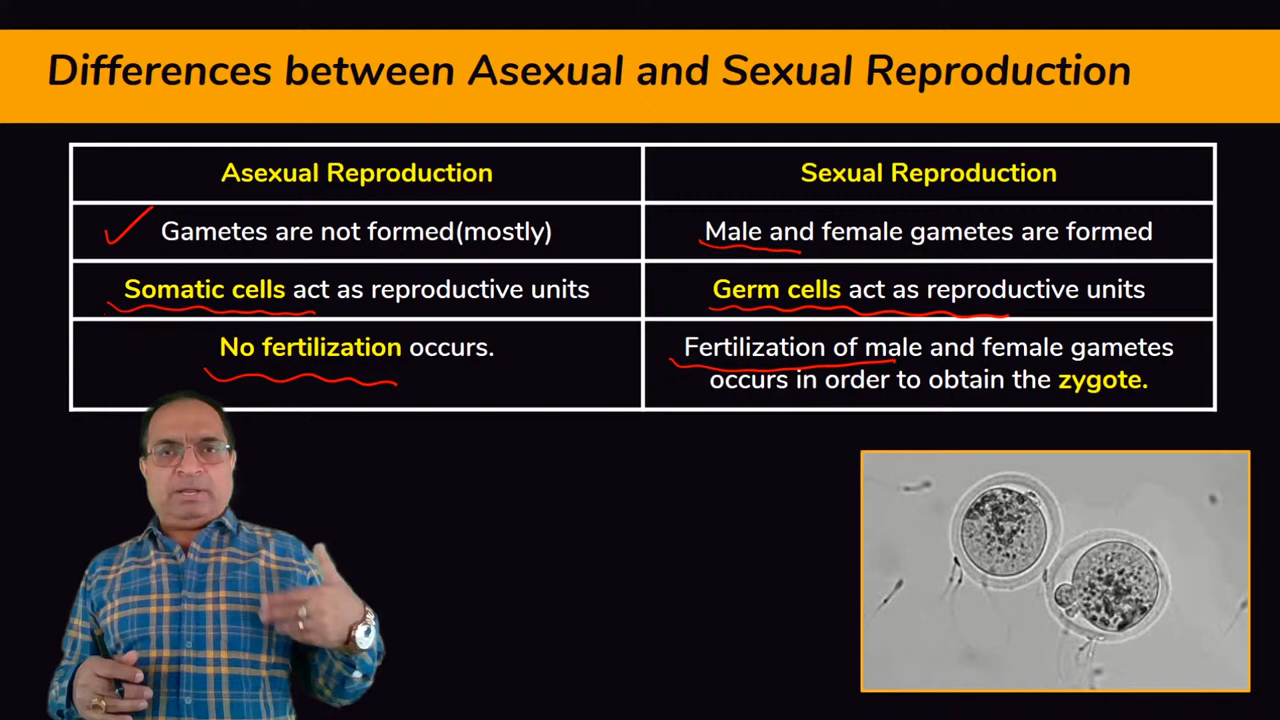 Differences between Asexual and Sexual Reproduction
Asexual Reproduction
Sexual Reproduction
Gametes are not formed(mostly)
Male and female gametes are formed
Somatic cells act as reproductive units
Germ cells act as reproductive units
No fertilization occurs.
Fertilization of male and female gametes
occurs in order to obtain the zygote.